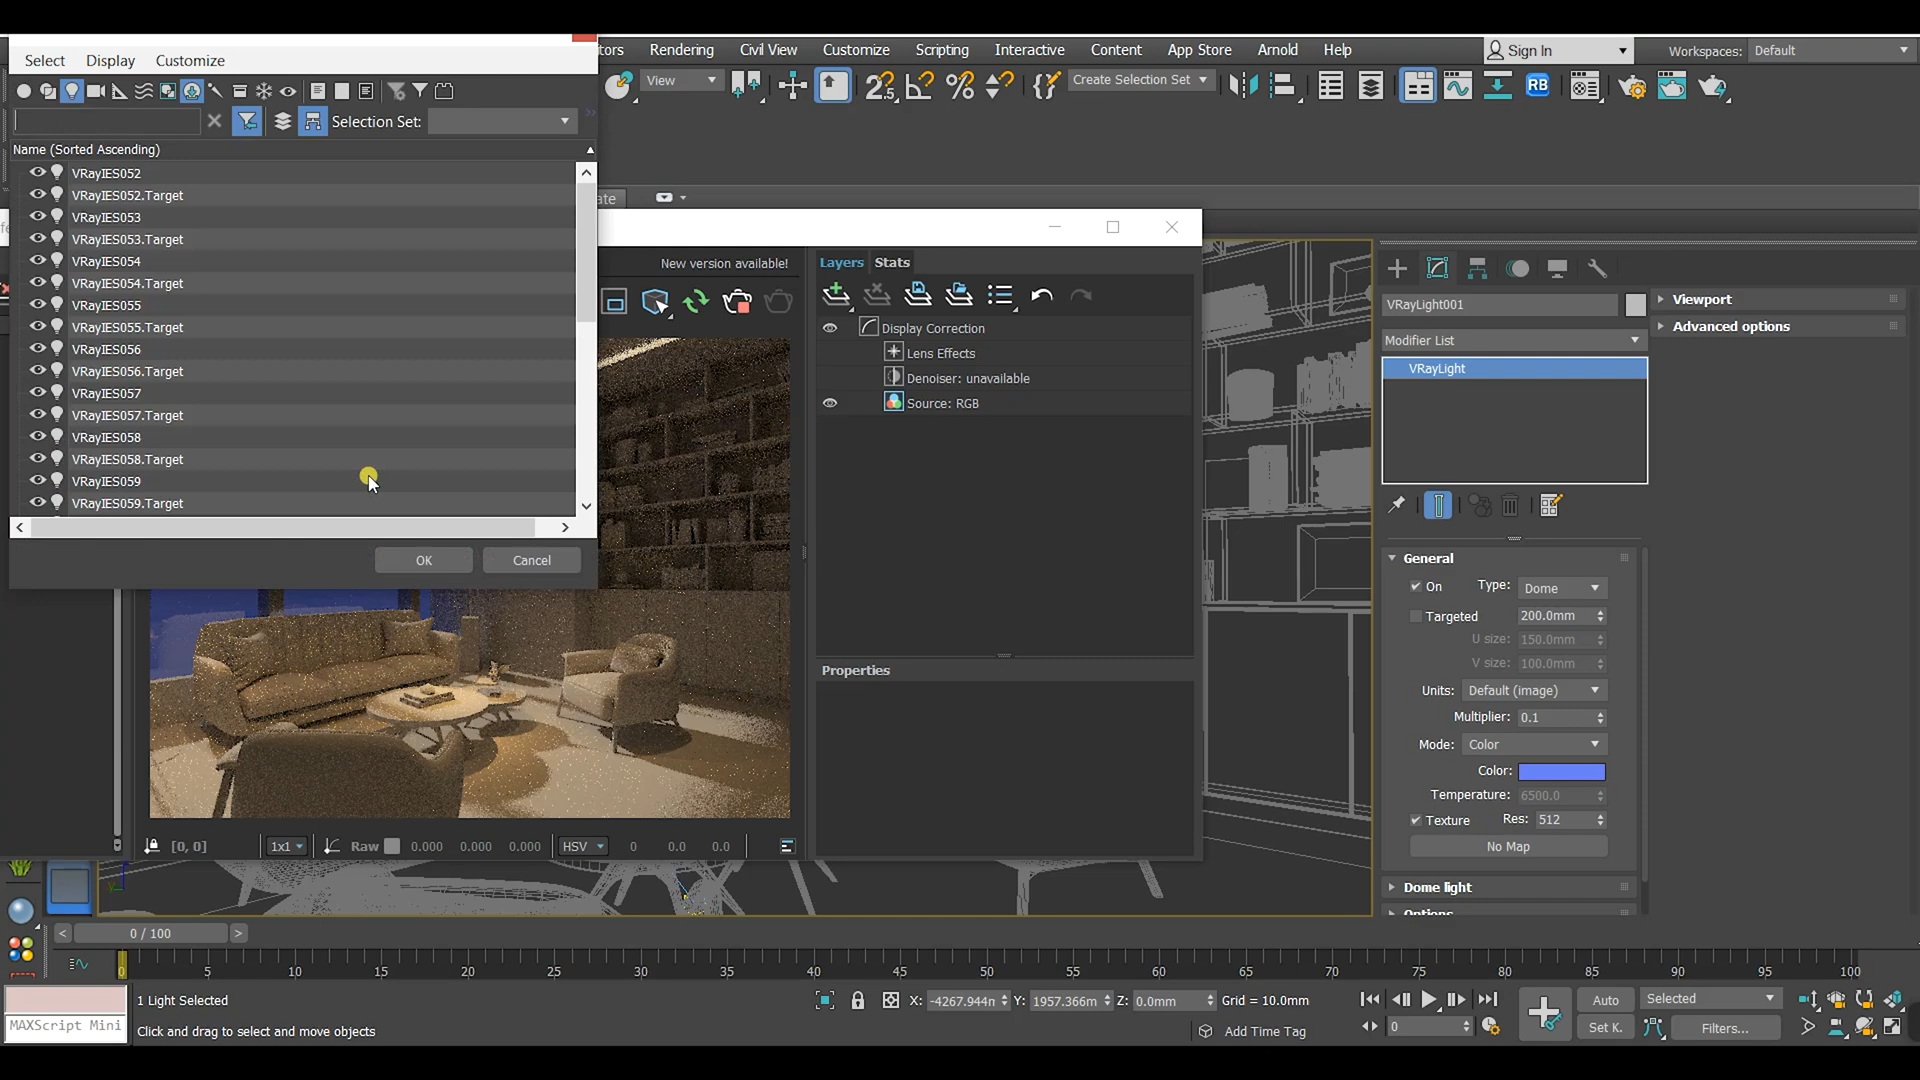 Select
Display
Customize
Rendering
Civil View
Customize
Scripting
Interactive
Content
App Store
Arnold
Help
Sign In
Workspaces:
Default
View
Create Selection Set
RB
Selection Set:
Name (Sorted Ascending)
VRayIES052
VRayIES052.Target
VRayIES053
VRayIES053.Target
VRayIES054
VRayIES054.Target
VRayIES055
VRayIES055.Target
VRayIES056
VRayIES056.Target
VRayIES057
VRayIES057.Target
VRayIES058
VRayIES058.Target
VRayIES059
VRayIES059.Target
OK
Cancel
New version available!
Layers
Stats
Display Correction
Lens Effects
Denoiser: unavailable
Source: RGB
Properties
[0, 0]
1x1
Raw
0.000
0.000
0.000
HSV
0
0.0
0.0
VRayLight001
Modifier List
VRayLight
Viewport
Advanced options
General
On
Type:
Dome
Targeted
200.0mm
U size:
150.0mm
V size:
100.0mm
Units:
Default (image)
Multiplier:
0.1
Mode:
Color
Color:
Temperature:
6500.0
Texture
Res:
512
No Map
Dome light
Options
0 / 100
0
5
10
15
20
25
30
35
40
45
50
55
60
65
70
75
80
85
90
95
100
MAXScript Mini
1 Light Selected
Click and drag to select and move objects
X:
Y:
Z:
0.0mm
Grid = 10.0mm
Add Time Tag
0
Auto
Set K.
Selected
Filters...